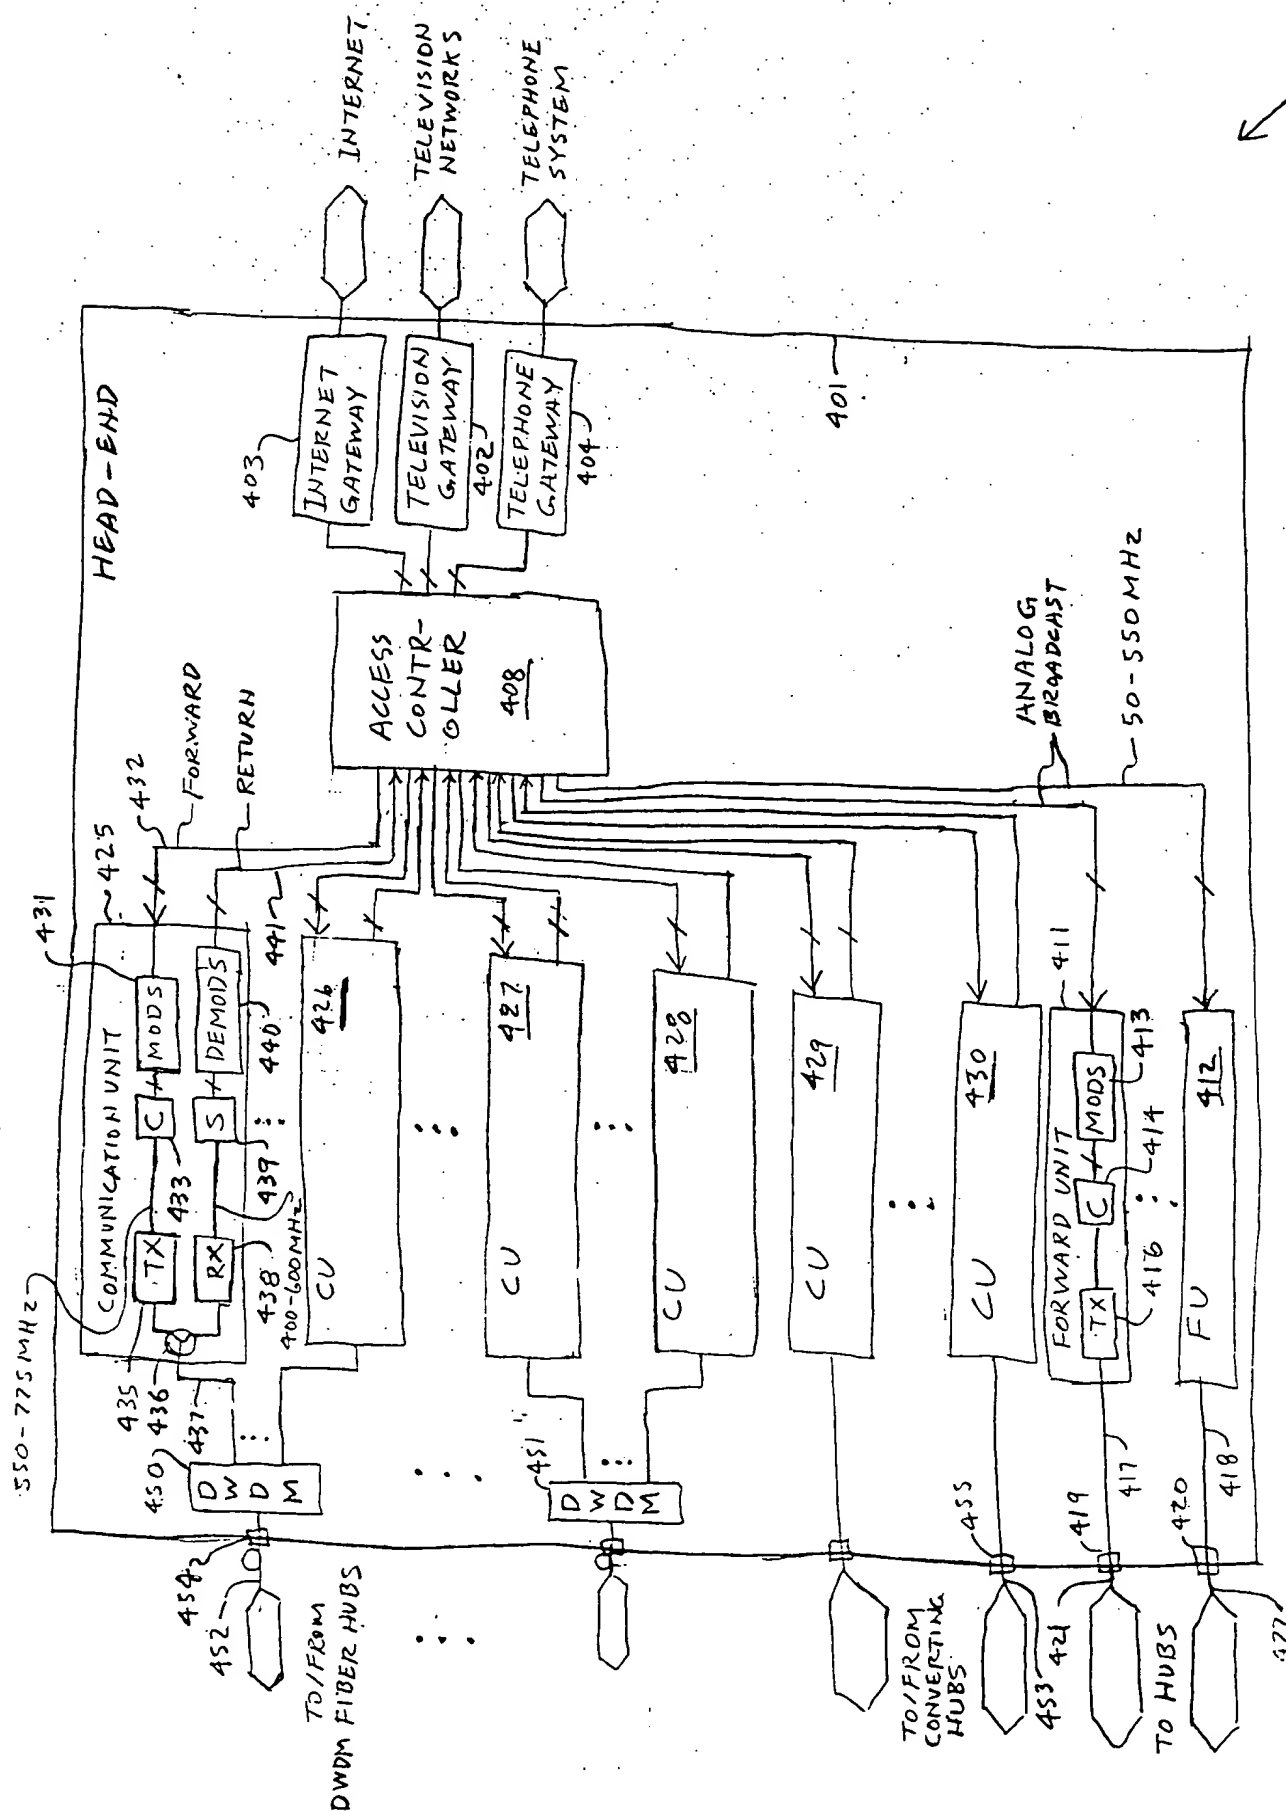 HEAD-END
INTERNET
TELEVISION
NETWORKS
TELEPHONE
SYSTEM
403
INTERNET
GATEWAY
TELEVISION
GATEWAY
402
TELEPHONE
GATEWAY
404
401
ACCESS
CONTR-
OLLER
408
FORWARD
RETURN
432
425
431
441
COMMUNICATION UNIT
MODS
C
TX
DEMODS
S
RX
440
439
433
438
400-600MHz
550-775MHz
435
436
437
450
D
W
D
M
454
452
TO/FROM
DWDM FIBER HUBS
426
CU
427
CU
451
D
W
D
M
428
CU
429
CU
TO/FROM
CONVERTING
HUBS
430
CU
455
453
ANALOG
BROADCAST
50-550MHz
411
FORWARD UNIT
MODS
C
TX
413
414
416
417
419
421
412
FU
418
420
TO HUBS